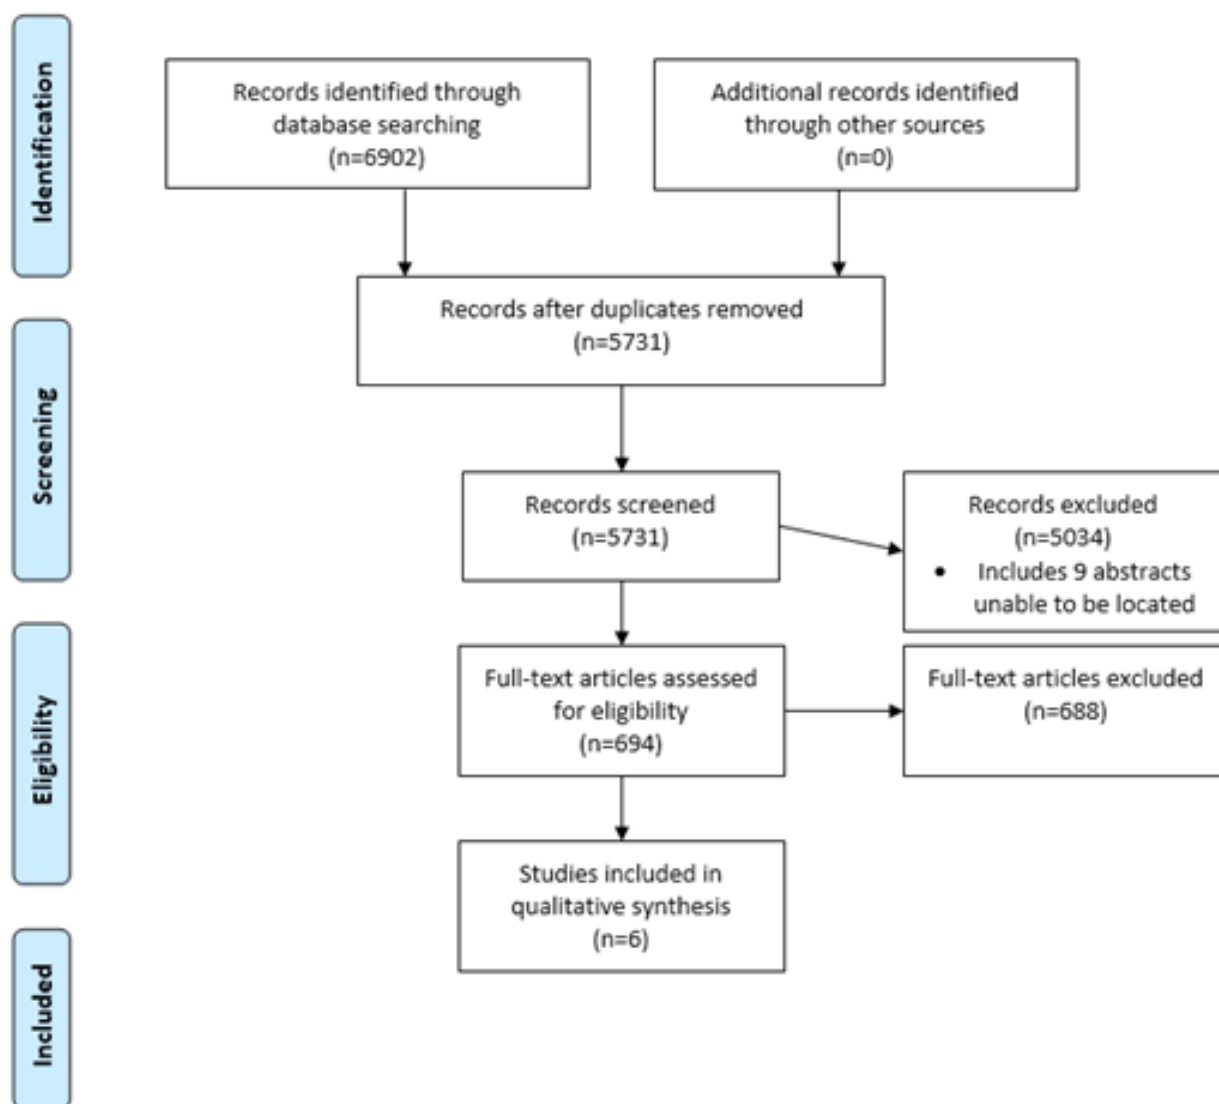 Identification
Records identified through
database searching
(n=6902)
Additional records identified
through other sources
(n=0)
Records after duplicates removed
(n=5731)
Screening
Records screened
(n=5731)
Records excluded
(n=5034)
• Includes 9 abstracts
unable to be located
Eligibility
Full-text articles assessed
for eligibility
(n=694)
Full-text articles excluded
(n=688)
Studies included in
qualitative synthesis
(n=6)
Included